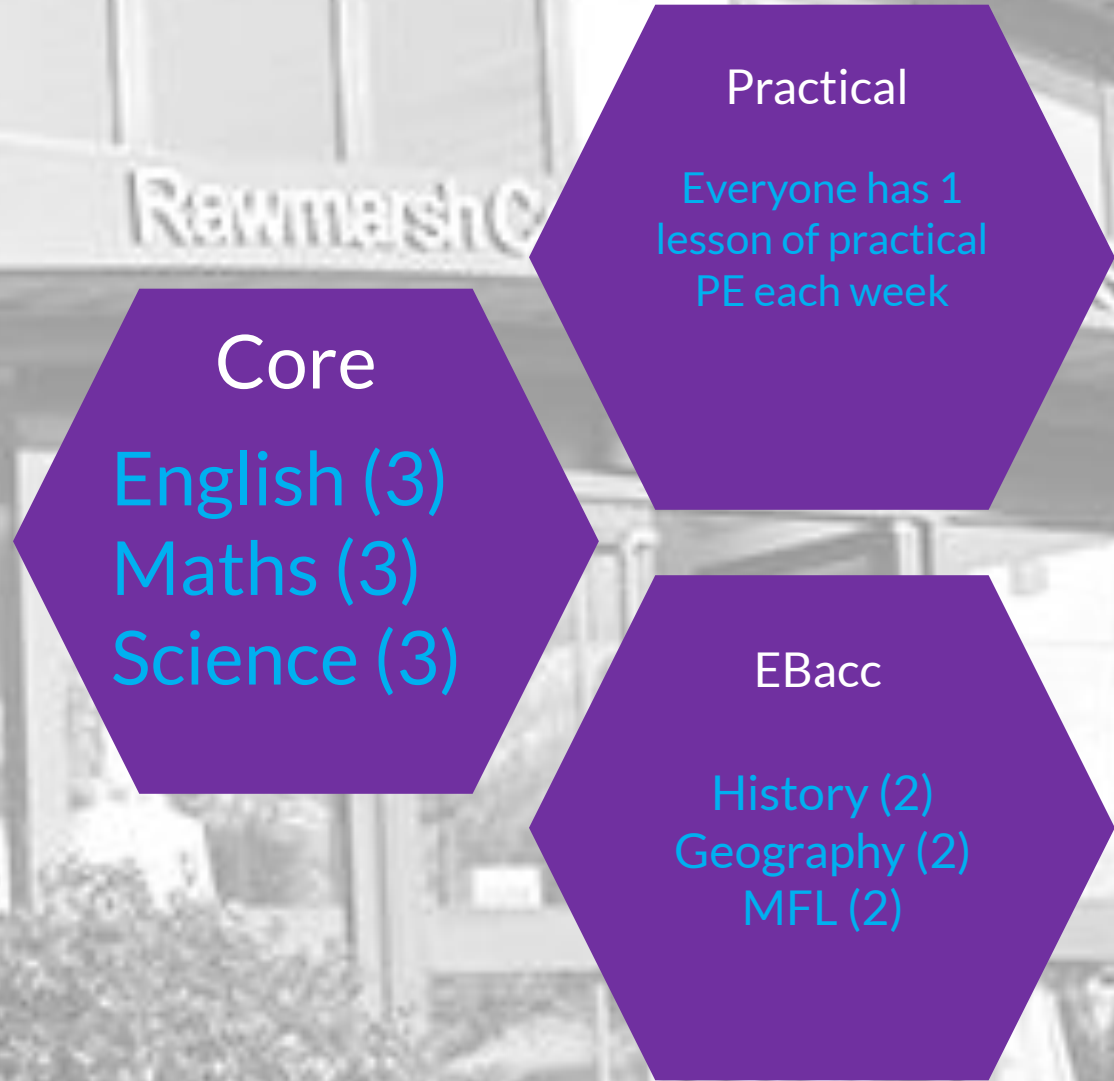 Rawmarsh C
Practical
Everyone has 1
lesson of practical
PE each week
Core
English (3)
Maths (3)
Science (3)
EBacc
History (2)
Geography (2)
MFL (2)